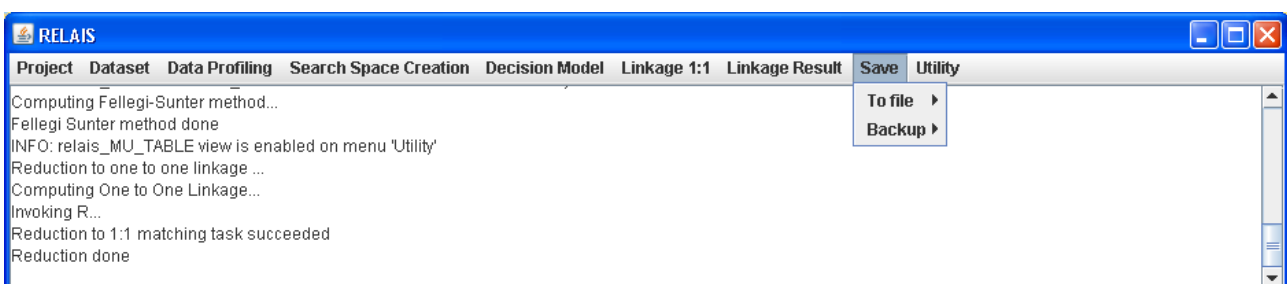 RELAIS
Project Dataset Data Profiling Search Space Creation Decision Model Linkage 1:1 Linkage Result Save Utility
To file
Backup
Computing Fellegi-Sunter method...
Fellegi Sunter method done
INFO: relais_MU_TABLE view is enabled on menu 'Utility'
Reduction to one to one linkage ...
Computing One to One Linkage...
Invoking R...
Reduction to 1:1 matching task succeeded
Reduction done